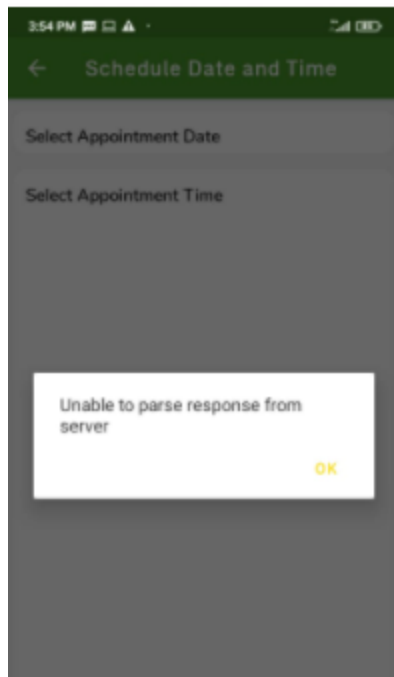 3:54 PM
Schedule Date and Time
Select Appointment Date
Select Appointment Time
Unable to parse response from
server
OK